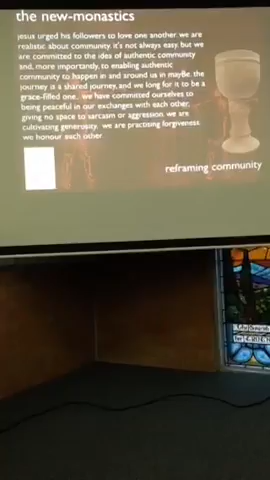 the new-monastics
jesus urged his followers to love one another. we are
realistic about community. it's not always easy. but we
are committed to the idea of authentic community
and, more importantly, to enabling authentic
community to happen in and around us in maybe. the
journey is a shared journey, and we long for it to be a
grace-filled one. we have committed ourselves to
being peaceful in our exchanges with each other,
giving no space to sarcasm or aggression. we are
cultivating generosity. we are practising forgiveness.
we honour each other.
reframing community